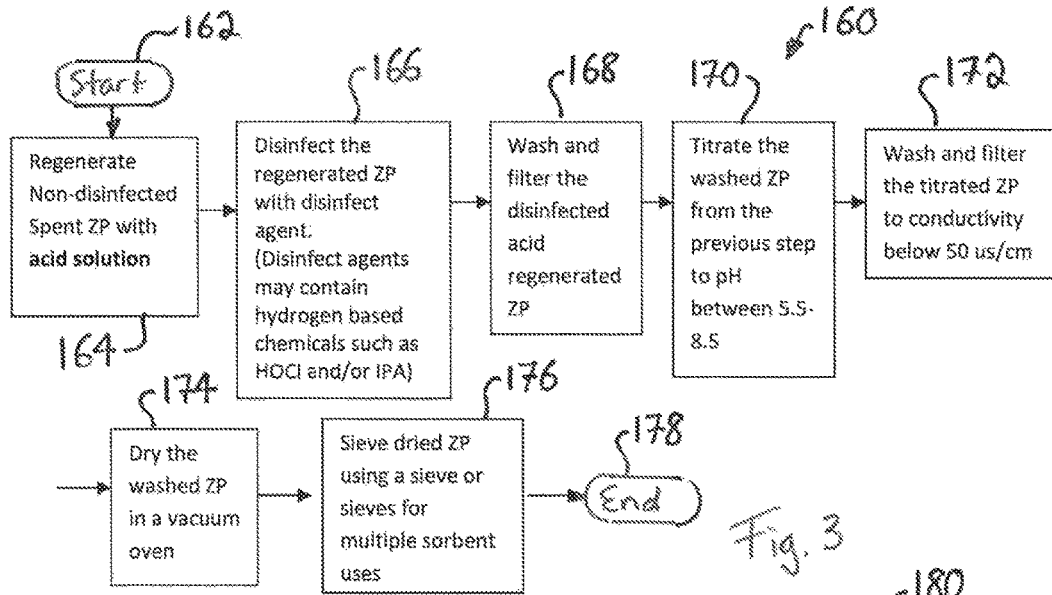 162
Start
160
166
168
170
172
Regenerate
Non-disinfected
Spent ZP with
acid solution
164
Disinfect the
regenerated ZP
with disinfect
agent.
(Disinfect agents
may contain
hydrogen based
chemicals such as
HOCl and/or IPA)
Wash and
filter the
disinfected
acid
regenerated
ZP
Titrate the
washed ZP
from the
previous step
to pH
between 5.5-
8.5
Wash and filter
the titrated ZP
to conductivity
below 50 us/cm
174
Dry the
washed ZP
in a vacuum
oven
176
Sieve dried ZP
using a sieve or
sieves for
multiple sorbent
uses
178
End
Fig. 3
180